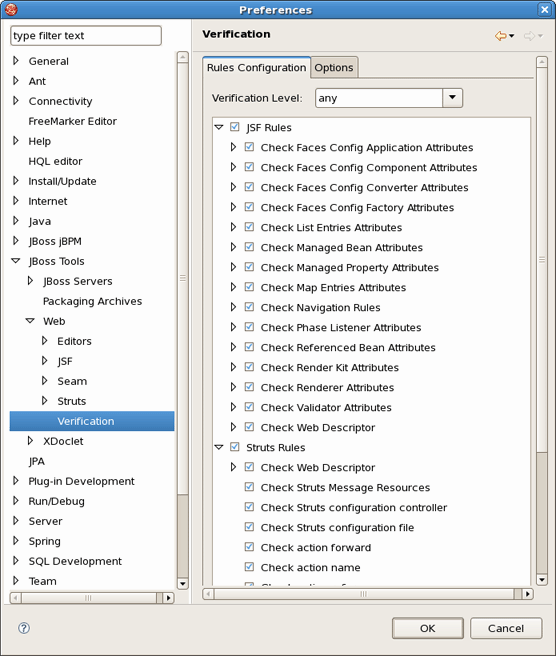 Preferences
type filter text
General
Ant
Connectivity
FreeMarker Editor
Help
HQL editor
Install/Update
Internet
Java
JBoss jBPM
JBoss Tools
JBoss Servers
Packaging Archives
Web
Editors
JSF
Seam
Struts
Verification
XDoclet
JPA
Plug-in Development
Run/Debug
Server
Spring
SQL Development
Team
Verification
Rules Configuration
Options
Verification Level: any
JSF Rules
Check Faces Config Application Attributes
Check Faces Config Component Attributes
Check Faces Config Converter Attributes
Check Faces Config Factory Attributes
Check List Entries Attributes
Check Managed Bean Attributes
Check Managed Property Attributes
Check Map Entries Attributes
Check Navigation Rules
Check Phase Listener Attributes
Check Referenced Bean Attributes
Check Render Kit Attributes
Check Renderer Attributes
Check Validator Attributes
Check Web Descriptor
Struts Rules
Check Web Descriptor
Check Struts Message Resources
Check Struts configuration controller
Check Struts configuration file
Check action forward
Check action name
OK
Cancel